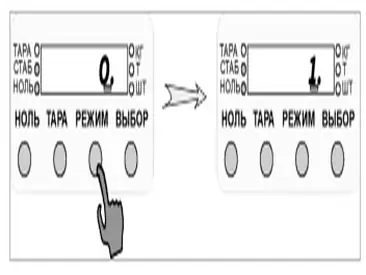 ТАРА
СТАБ
НОЛЬ
0.
КГ
Т
ШТ
НОЛЬ ТАРА РЕЖИМ ВЫБОР
ТАРА
СТАБ
НОЛЬ
1.
КГ
Т
ШТ
НОЛЬ ТАРА РЕЖИМ ВЫБОР